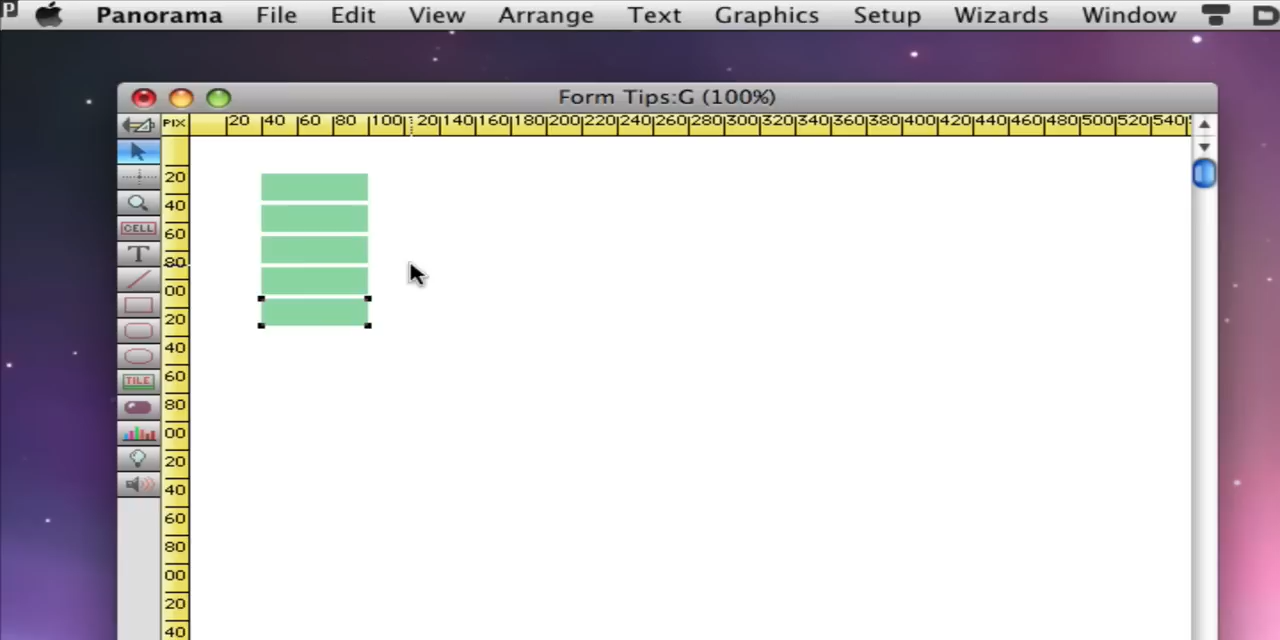 Panorama File Edit View Arrange Text Graphics Setup Wizards Window
Form Tips:G (100%)
PIX 20 40 60 80 100 20 140 160 180 200 220 240 260 280 300 320 340 360 380 400 420 440 460 480 500 520 540
20
40
CELL
60
T
80
00
20
40
60
TILE
80
00
20
40
60
80
00
20
40